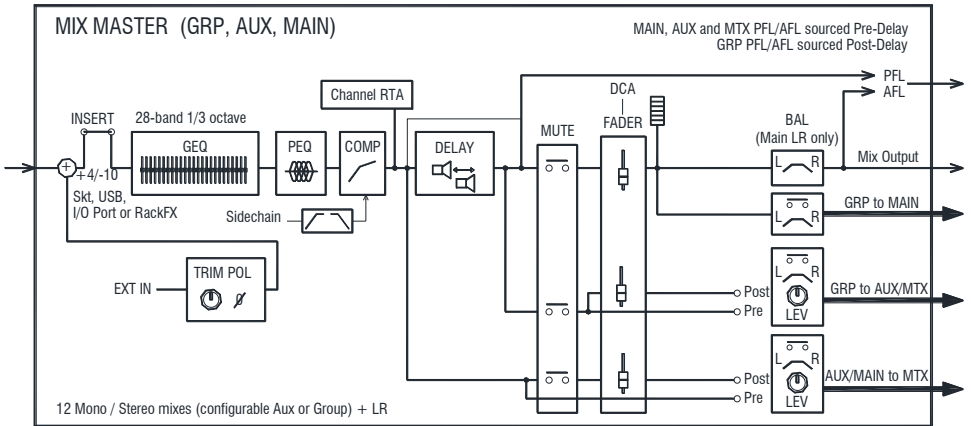 MIX MASTER (GRP, AUX, MAIN)
MAIN, AUX and MTX PFL/AFL sourced Pre-Delay
GRP PFL/AFL sourced Post-Delay
PFL
AFL
Channel RTA
DCA
FADER
INSERT
28-band 1/3 octave
GEQ
PEQ
COMP
DELAY
MUTE
BAL
(Main LR only)
L R
Mix Output
+4/-10
Skt, USB,
I/O Port or RackFX
Sidechain
L R
GRP to MAIN
EXT IN
TRIM POL
L R
LEV
Post
Pre
GRP to AUX/MTX
L R
LEV
Post
Pre
AUX/MAIN to MTX
12 Mono / Stereo mixes (configurable Aux or Group) + LR